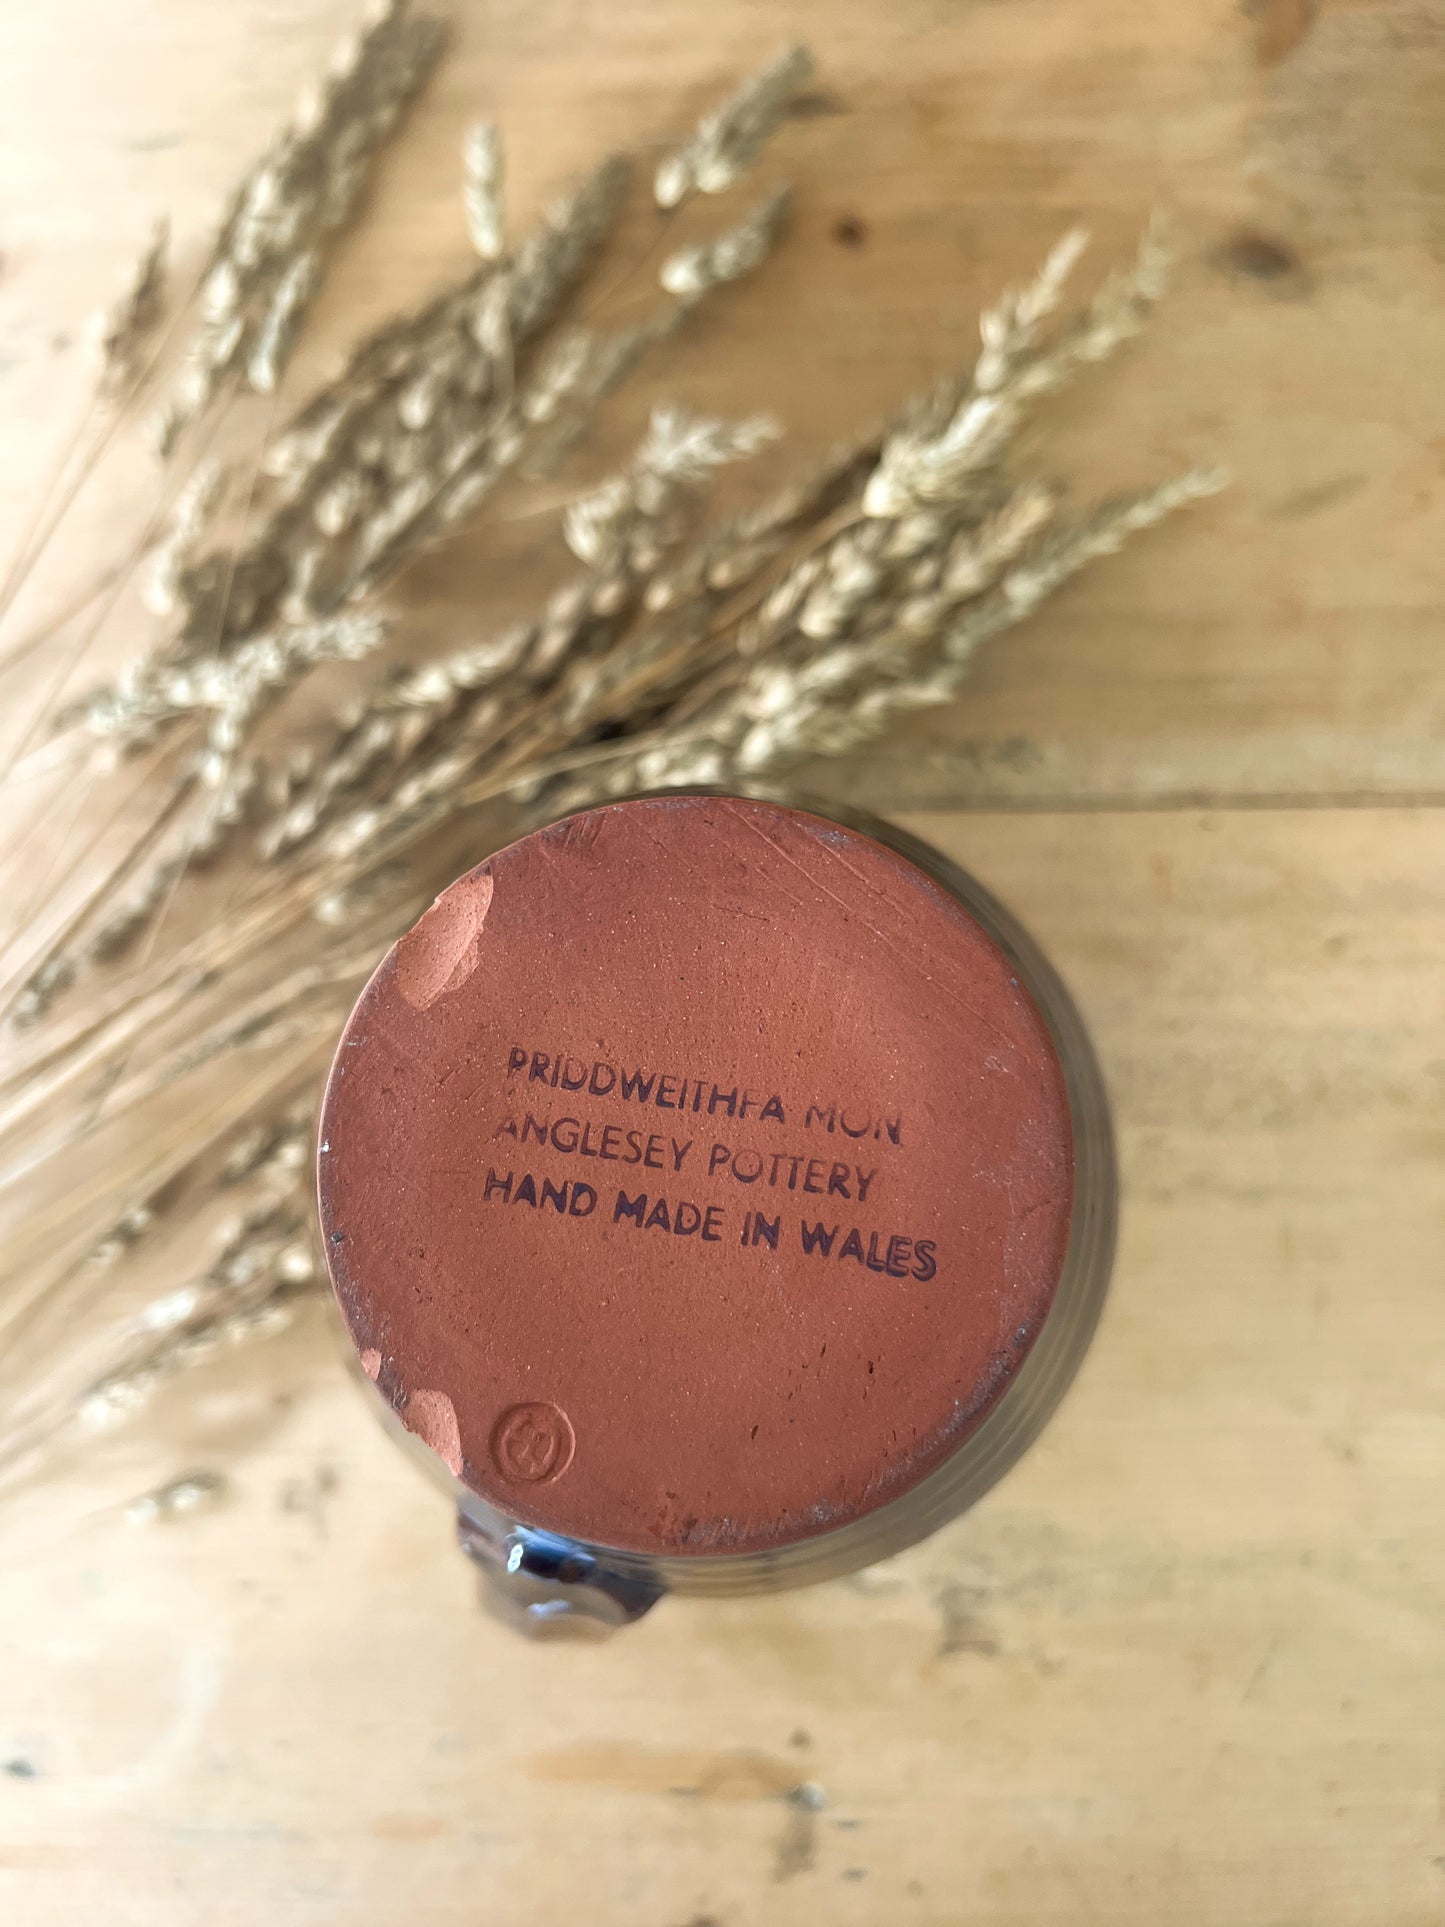 PRIDDWEITHFA MON
ANGLESEY POTTERY
HAND MADE IN WALES